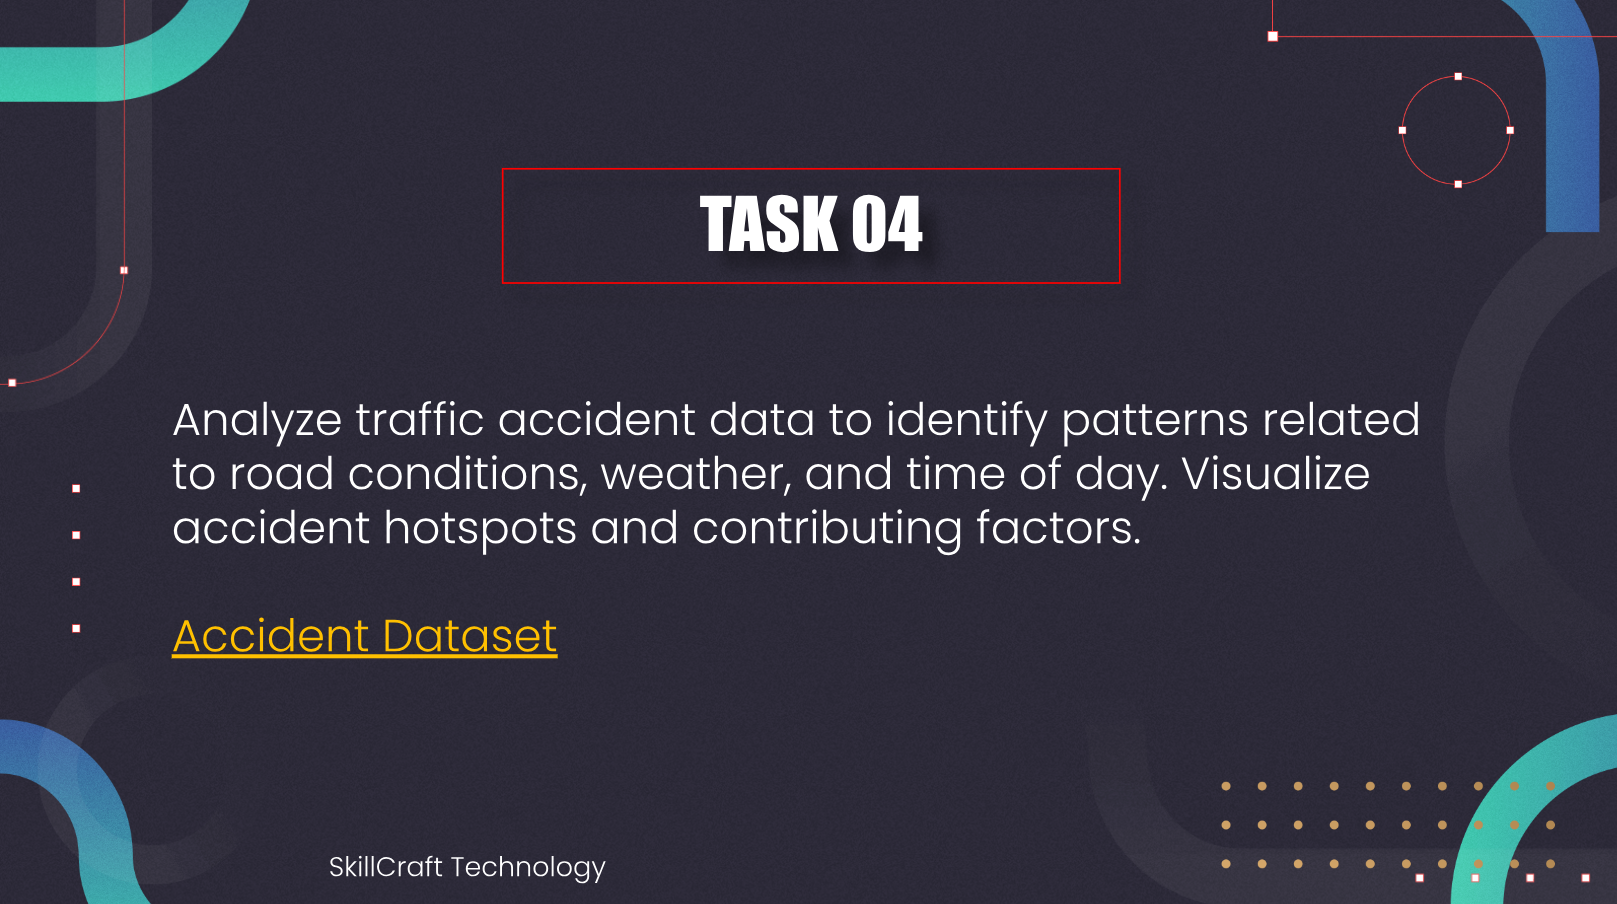 TASK 04
Analyze traffic accident data to identify patterns related
to road conditions, weather, and time of day. Visualize
accident hotspots and contributing factors.
Accident Dataset
SkillCraft Technology